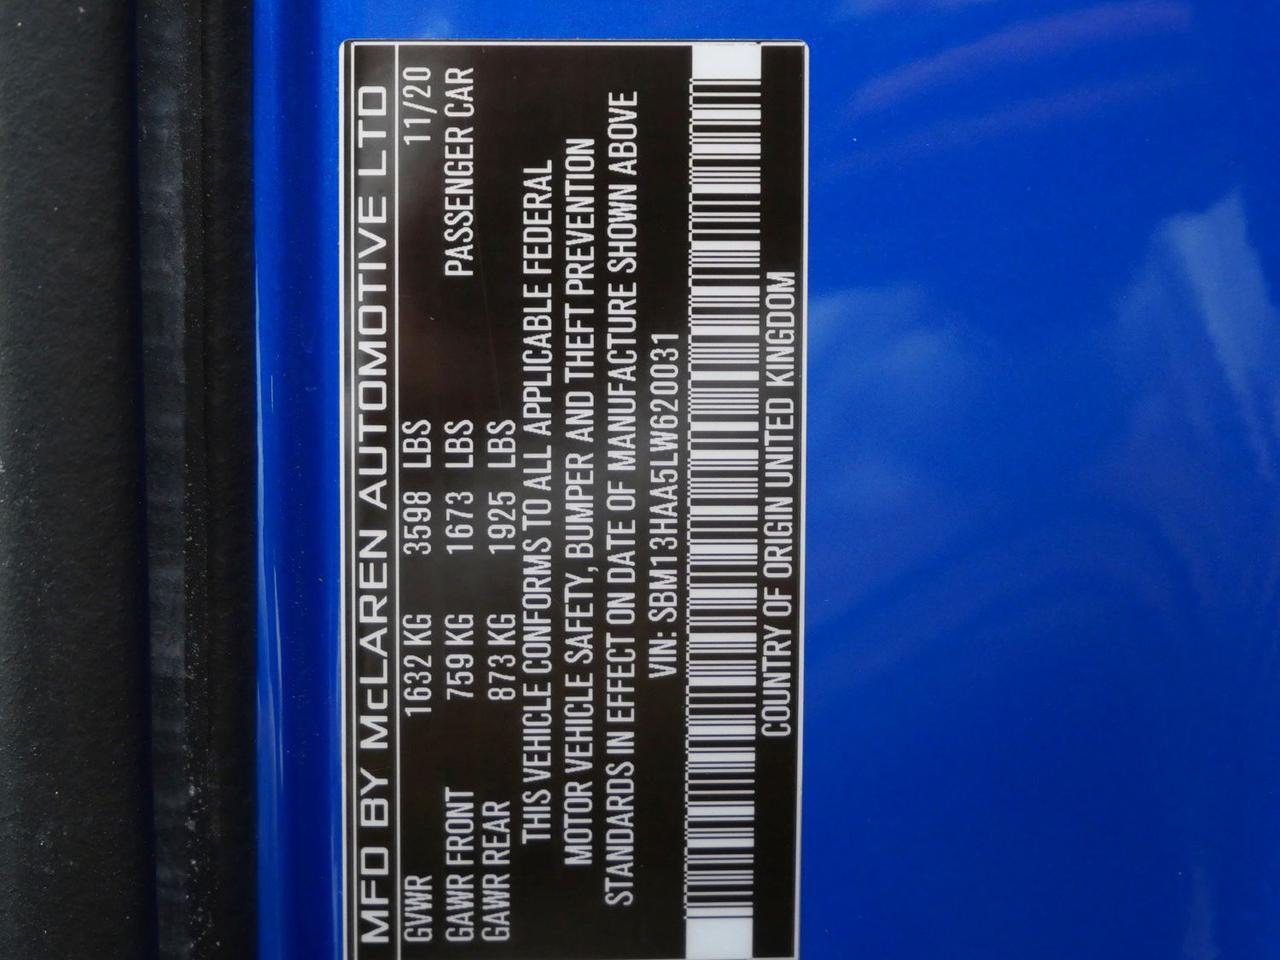 MFD BY McLAREN AUTOMOTIVE LTD
GVWR 1632 KG 3598 LBS 11/20
GAWR FRONT 759 KG 1673 LBS PASSENGER CAR
GAWR REAR 873 KG 1925 LBS
THIS VEHICLE CONFORMS TO ALL APPLICABLE FEDERAL
MOTOR VEHICLE SAFETY, BUMPER AND THEFT PREVENTION
STANDARDS IN EFFECT ON DATE OF MANUFACTURE SHOWN ABOVE
VIN: SBM13HAA5LW620031
COUNTRY OF ORIGIN UNITED KINGDOM